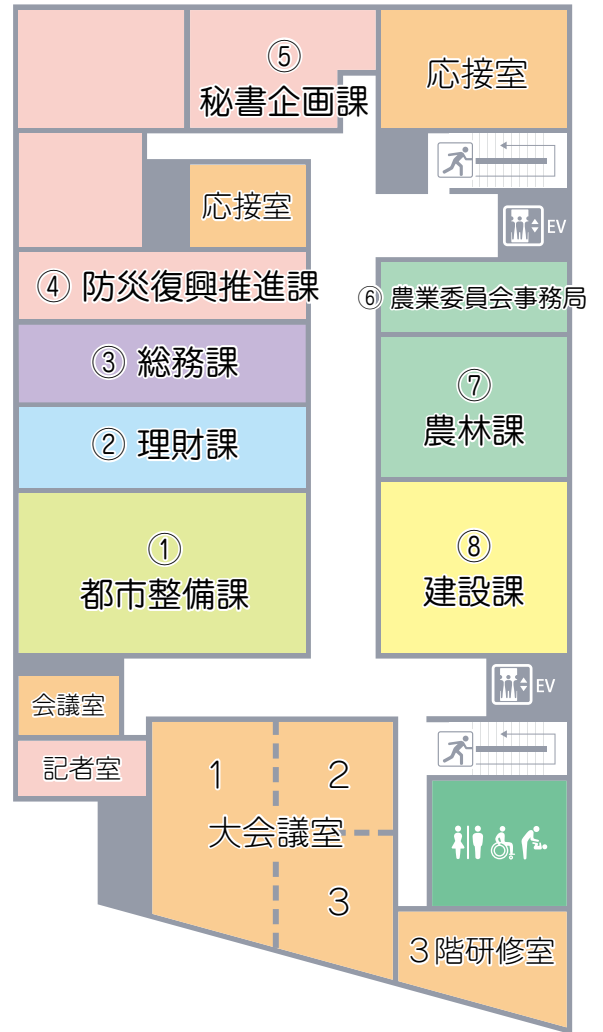 ⑤
秘書企画課
応接室
応接室
EV
④ 防災復興推進課
⑥ 農業委員会事務局
③ 総務課
⑦
農林課
② 理財課
①
都市整備課
⑧
建設課
EV
会議室
記者室
1
2
大会議室
3
3階研修室